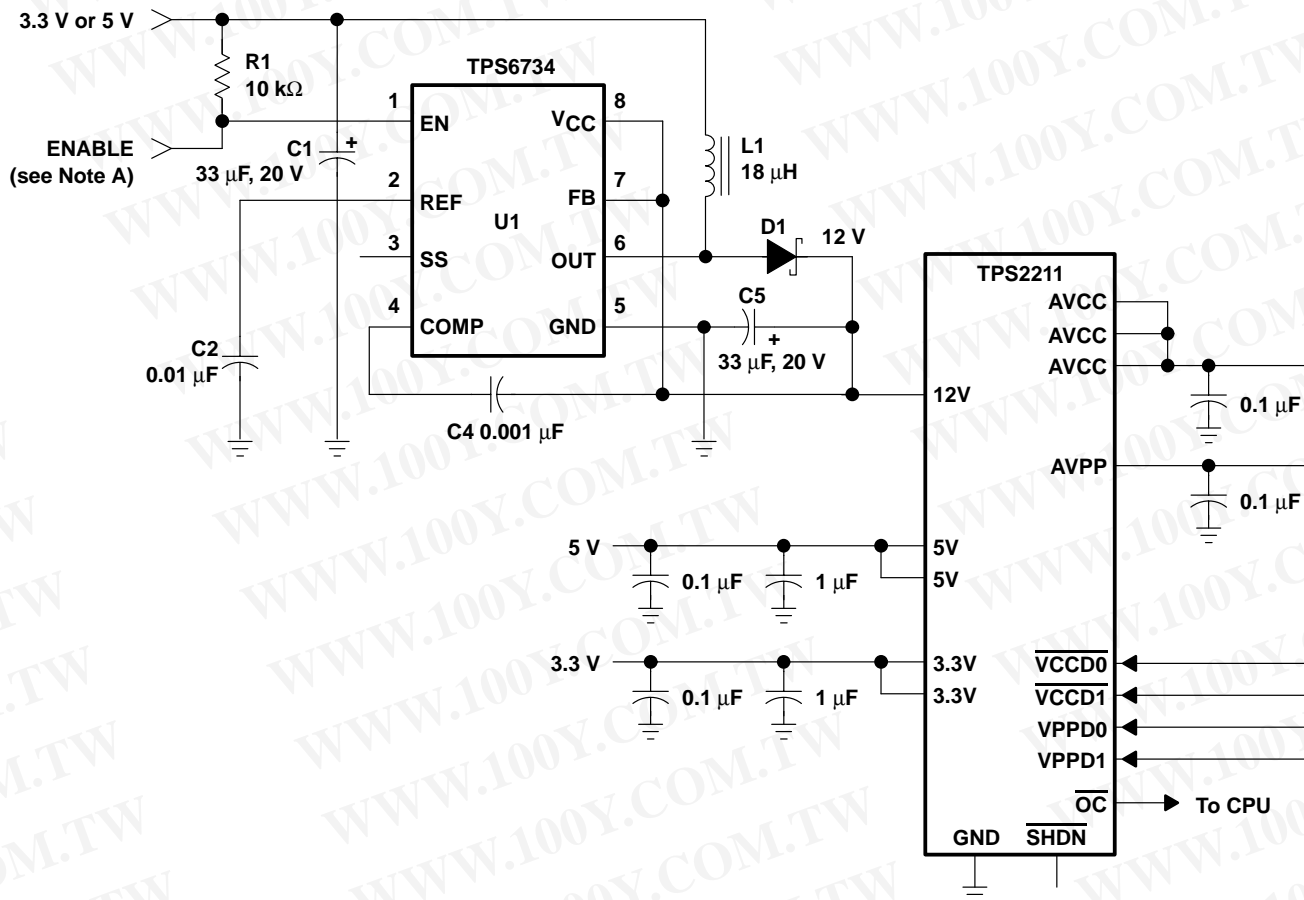 3.3 V or 5 V
R1
10 kΩ
ENABLE
(see Note A)
C1
+
33 μF, 20 V
TPS6734
1
EN
2
REF
3
SS
4
COMP
U1
8
VCC
7
FB
6
OUT
5
GND
L1
18 μH
D1
12 V
C5
+
33 μF, 20 V
C2
0.01 μF
C4 0.001 μF
TPS2211
AVCC
AVCC
AVCC
0.1 μF
12V
AVPP
0.1 μF
5 V
0.1 μF
1 μF
5V
5V
3.3 V
0.1 μF
1 μF
3.3V
3.3V
VCCD0
VCCD1
VPPD0
VPPD1
OC
To CPU
GND
SHDN
WWW.100Y.COM.TW